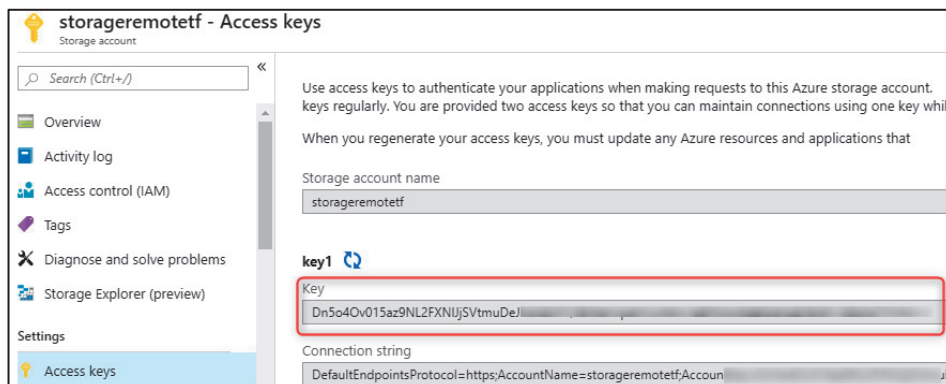 storageremotetf - Access keys
Storage account
Search (Ctrl+/)
«
Overview
Activity log
Access control (IAM)
Tags
Diagnose and solve problems
Storage Explorer (preview)
Settings
Access keys
Use access keys to authenticate your applications when making requests to this Azure storage account.
keys regularly. You are provided two access keys so that you can maintain connections using one key whil
When you regenerate your access keys, you must update any Azure resources and applications that
Storage account name
storageremotetf
key1
Key
Dn5o4Ov015az9NL2FXNIJjSVtmuDeJ
Connection string
DefaultEndpointsProtocol=https;AccountName=storageremotetf;Accoun